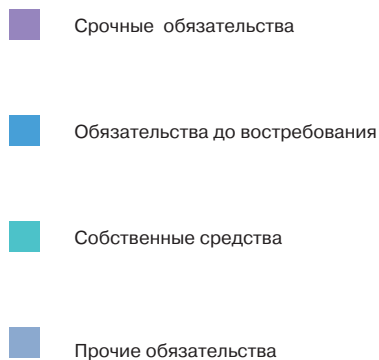 Срочные обязательства
Обязательства до востребования
Собственные средства
Прочие обязательства